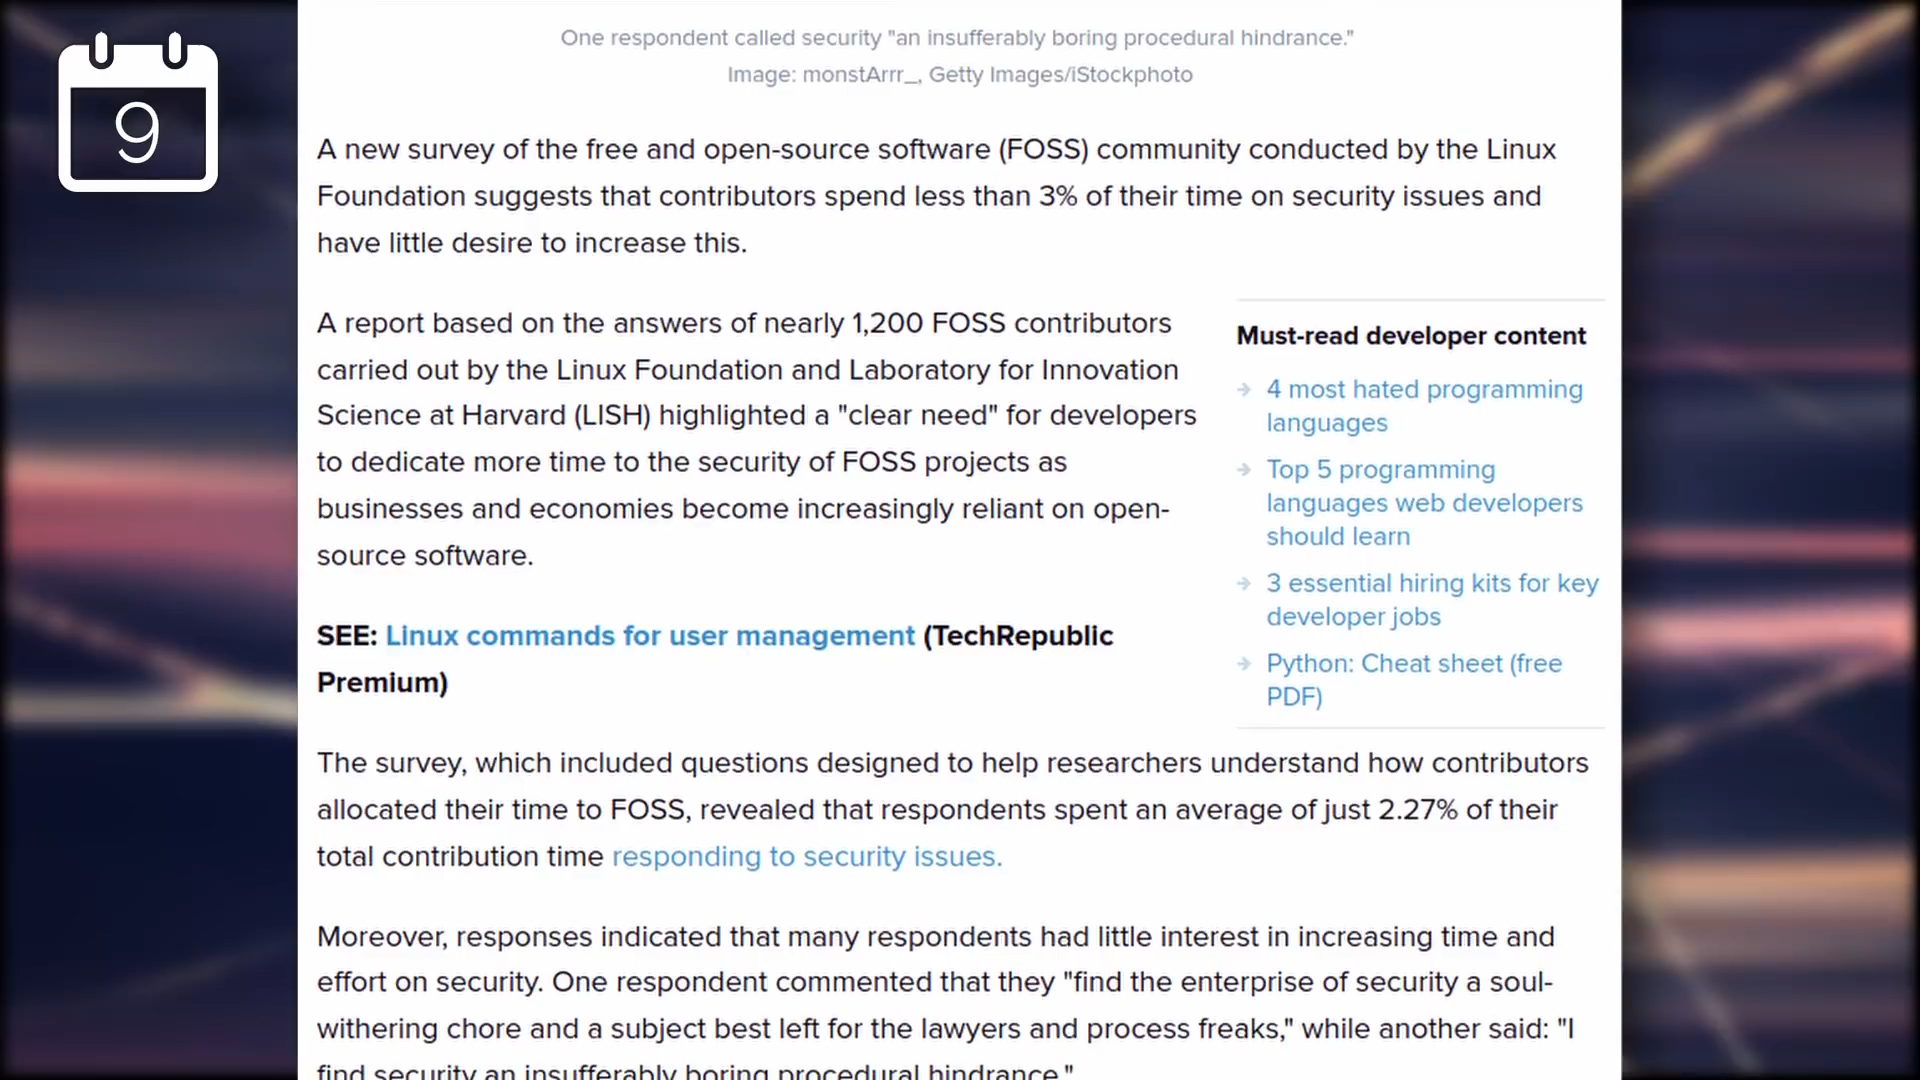 9
One respondent called security "an insufferably boring procedural hindrance."
Image: monstArrr_, Getty Images/iStockphoto
A new survey of the free and open-source software (FOSS) community conducted by the Linux
Foundation suggests that contributors spend less than 3% of their time on security issues and
have little desire to increase this.
A report based on the answers of nearly 1,200 FOSS contributors
carried out by the Linux Foundation and Laboratory for Innovation
Science at Harvard (LISH) highlighted a "clear need" for developers
to dedicate more time to the security of FOSS projects as
businesses and economies become increasingly reliant on open-
source software.
SEE: Linux commands for user management (TechRepublic
Premium)
Must-read developer content
4 most hated programming
languages
Top 5 programming
languages web developers
should learn
3 essential hiring kits for key
developer jobs
Python: Cheat sheet (free
PDF)
The survey, which included questions designed to help researchers understand how contributors
allocated their time to FOSS, revealed that respondents spent an average of just 2.27% of their
total contribution time responding to security issues.
Moreover, responses indicated that many respondents had little interest in increasing time and
effort on security. One respondent commented that they "find the enterprise of security a soul-
withering chore and a subject best left for the lawyers and process freaks," while another said: "I
find security an insufferably boring procedural hindrance."